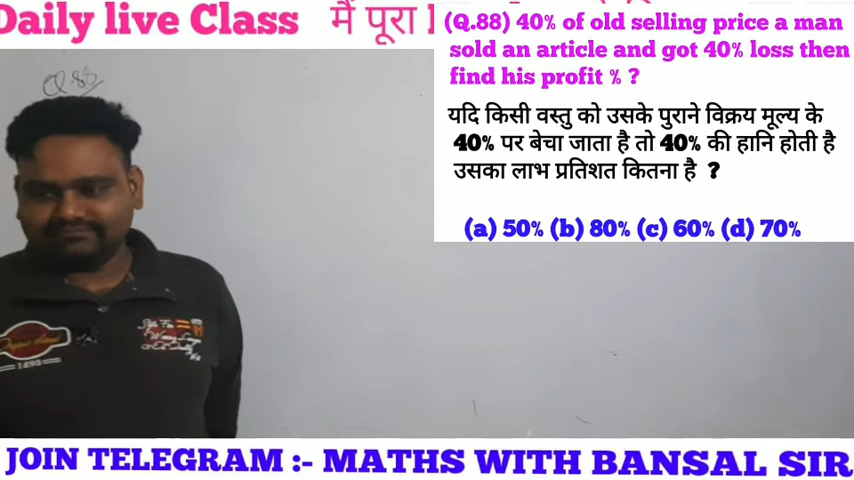 Daily live Class में पूरा
(Q.88) 40% of old selling price a man
sold an article and got 40% loss then
find his profit % ?
यदि किसी वस्तु को उसके पुराने विक्रय मूल्य के
40% पर बेचा जाता है तो 40% की हानि होती है
उसका लाभ प्रतिशत कितना है ?
(a) 50% (b) 80% (c) 60% (d) 70%
Q.88
1895
JOIN TELEGRAM :- MATHS WITH BANSAL SIR